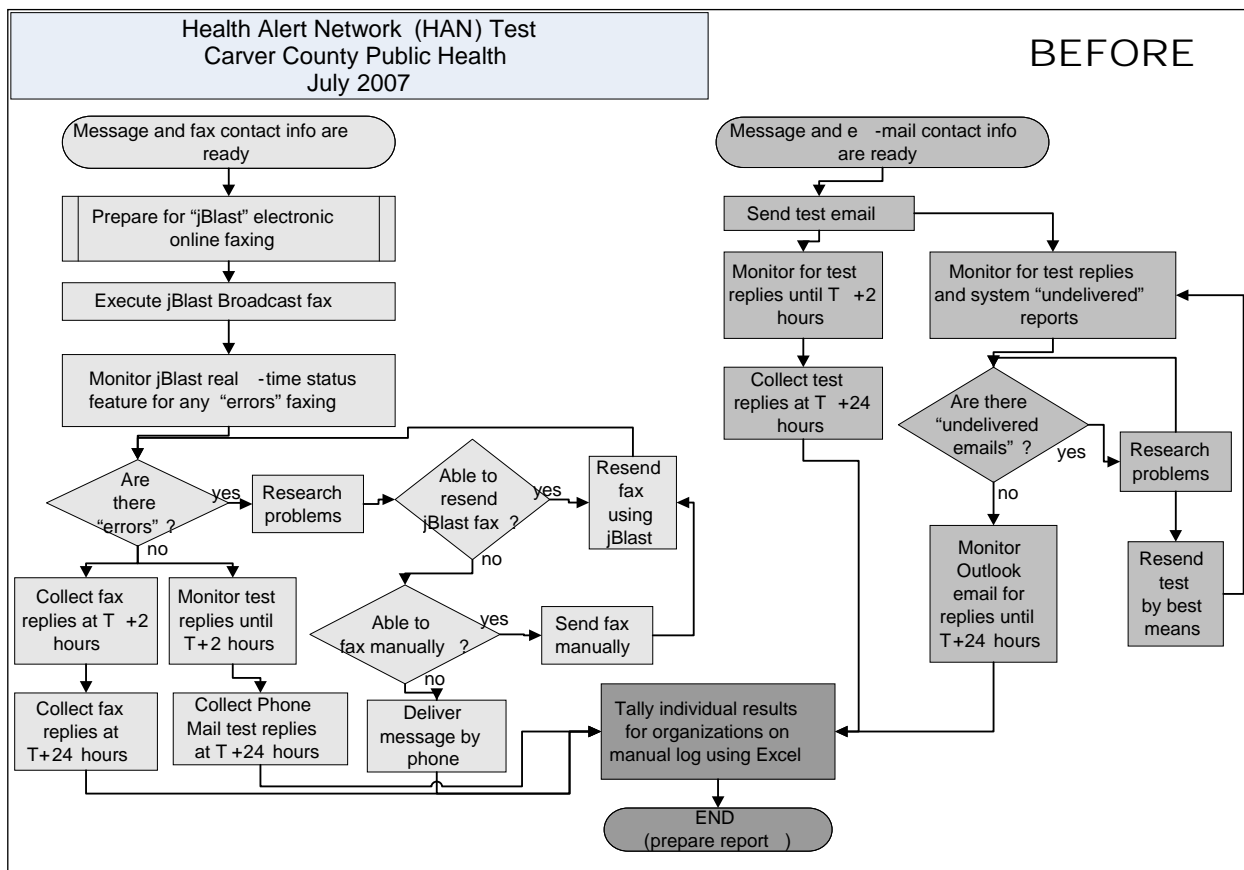 Health Alert Network (HAN) Test
Carver County Public Health
July 2007
BEFORE
Message and fax contact info are
ready
Prepare for “jBlast” electronic
online faxing
Execute jBlast Broadcast fax
Monitor jBlast real -time status
feature for any “errors” faxing
Are
there
“errors” ?
yes
no
Research
problems
Able to
resend
jBlast fax ?
yes
no
Resend
fax
using
jBlast
Collect fax
replies at T +2
hours
Monitor test
replies until
T+2 hours
Able to
fax manually ?
yes
no
Send fax
manually
Collect fax
replies at
T+24 hours
Collect Phone
Mail test replies
at T +24 hours
Deliver
message by
phone
Message and e -mail contact info
are ready
Send test email
Monitor for test
replies until T +2
hours
Collect test
replies at T +24
hours
Monitor for test replies
and system “undelivered”
reports
Are there
“undelivered
emails” ?
yes
no
Research
problems
Resend
test
by best
means
Monitor
Outlook
email for
replies until
T+24 hours
Tally individual results
for organizations on
manual log using Excel
END
(prepare report )